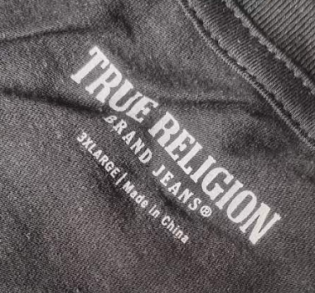 TRUE RELIGION
BRAND JEANS®
3XLARGE | Made in China